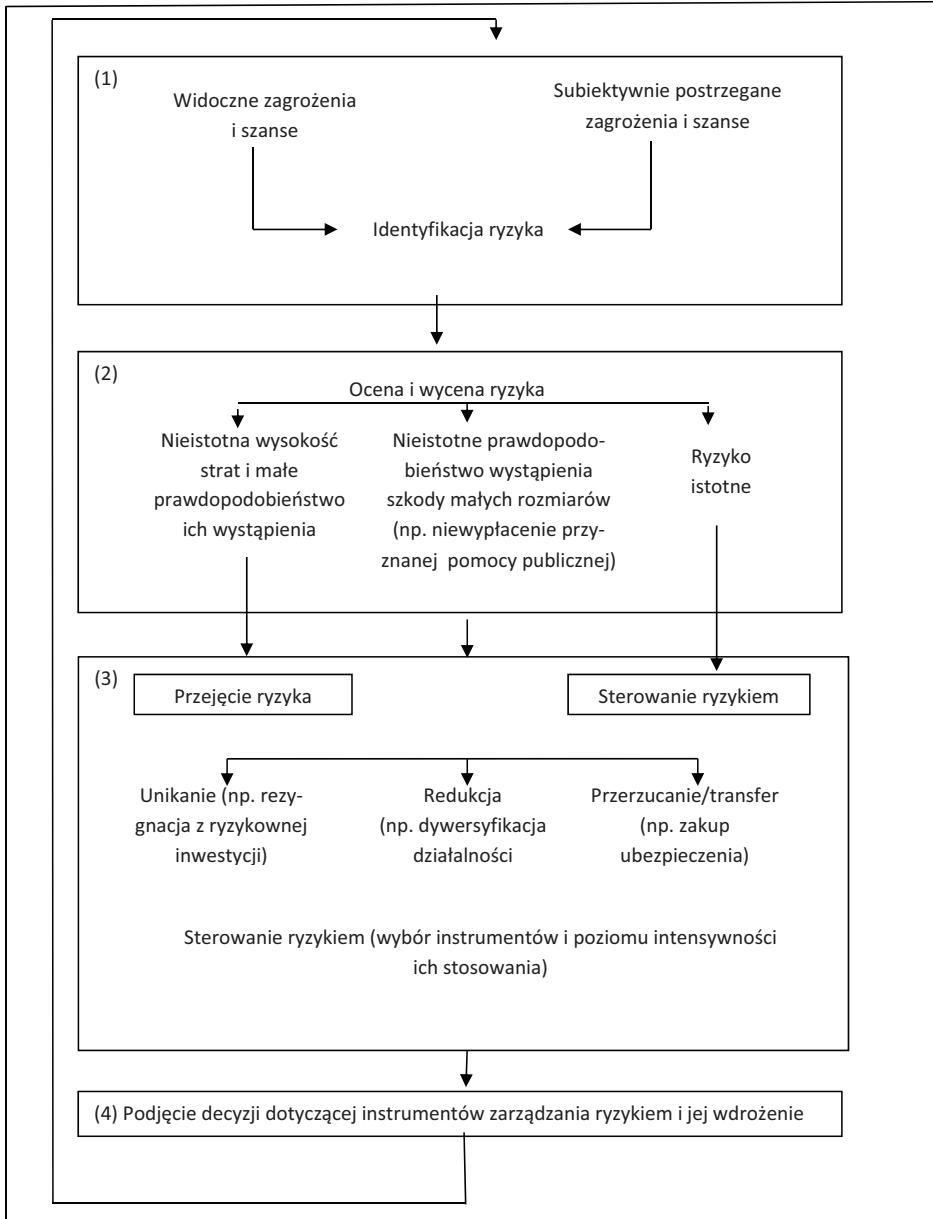 (1)
Widoczne zagrożenia
i szanse
Subiektywnie postrzegane
zagrożenia i szanse
Identyfikacja ryzyka
(2)
Ocena i wycena ryzyka
Nieistotna wysokość
strat i małe
prawdopodobieństwo
ich wystąpienia
Nieistotne prawdopodo-
bieństwo wystąpienia
szkody małych rozmiarów
(np. niewypłacenie przy-
znanej pomocy publicznej)
Ryzyko
istotne
(3)
Przejęcie ryzyka
Sterowanie ryzykiem
Unikanie (np. rezy-
gnacja z ryzykownej
inwestycji)
Redukcja
(np. dywersyfikacja
działalności
Przerzucanie/transfer
(np. zakup
ubezpieczenia)
Sterowanie ryzykiem (wybór instrumentów i poziomu intensywności
ich stosowania)
(4) Podjęcie decyzji dotyczącej instrumentów zarządzania ryzykiem i jej wdrożenie